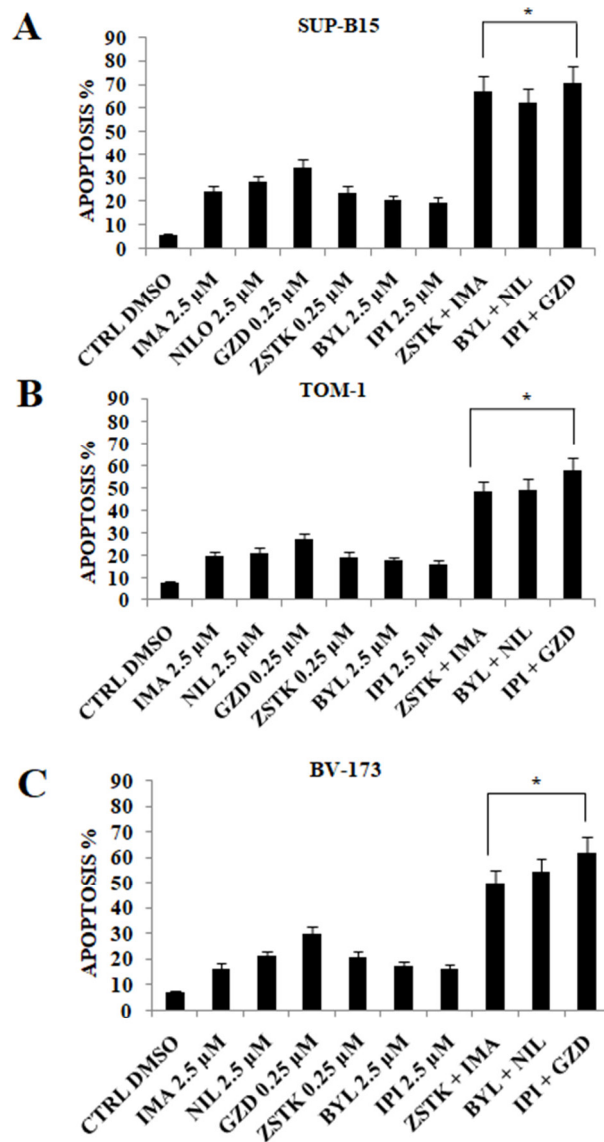 A
SUP-B15
*
APOPTOSIS %
90
80
70
60
50
40
30
20
10
0
CTRL DMSO
IMA 2.5 µM
NILO 2.5 µM
GZD 0.25 µM
ZSTK 0.25 µM
BYL 2.5 µM
IPI 2.5 µM
ZSTK + IMA
BYL + NIL
IPI + GZD
B
TOM-1
*
APOPTOSIS %
90
80
70
60
50
40
30
20
10
0
CTRL DMSO
IMA 2.5 µM
NIL 2.5 µM
GZD 0.25 µM
ZSTK 0.25 µM
BYL 2.5 µM
IPI 2.5 µM
ZSTK + IMA
BYL + NIL
IPI + GZD
C
BV-173
*
APOPTOSIS %
90
80
70
60
50
40
30
20
10
0
CTRL DMSO
IMA 2.5 µM
NIL 2.5 µM
GZD 0.25 µM
ZSTK 0.25 µM
BYL 2.5 µM
IPI 2.5 µM
ZSTK + IMA
BYL + NIL
IPI + GZD